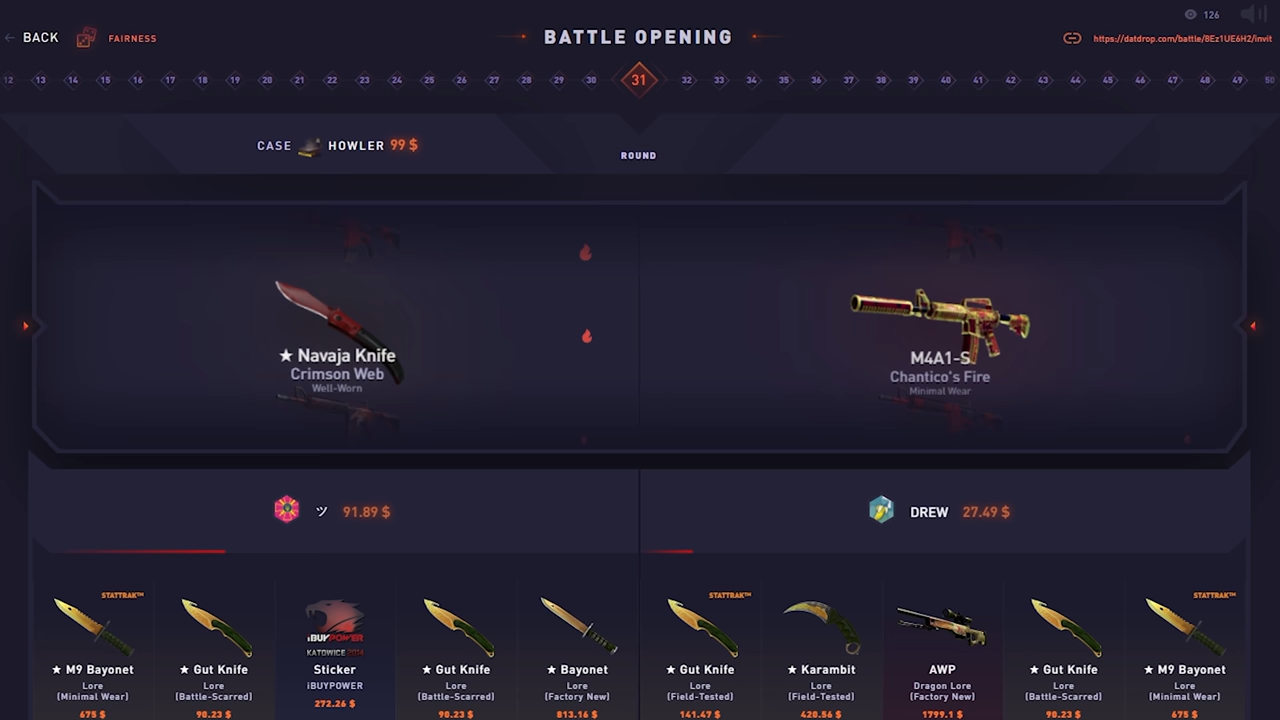 126
BACK
FAIRNESS
BATTLE OPENING
https://datdrop.com/battle/8Ez1UE6H2/invit
12 13 14 15 16 17 18 19 20 21 22 23 24 25 26 27 28 29 30 31 32 33 34 35 36 37 38 39 40 41 42 43 44 45 46 47 48 49 50
CASE HOWLER 99 $
ROUND
★ Navaja Knife
Crimson Web
Well-Worn
M4A1-S
Chantico's Fire
Minimal Wear
ツ 91.89 $
DREW 27.49 $
STATTRAK™
★ M9 Bayonet
Lore
(Minimal Wear)
675 $
★ Gut Knife
Lore
(Battle-Scarred)
90.23 $
iBUYPOWER
KATOWICE 2014
Sticker
iBUYPOWER
272.26 $
★ Gut Knife
Lore
(Battle-Scarred)
90.23 $
★ Bayonet
Lore
(Factory New)
813.16 $
STATTRAK™
★ Gut Knife
Lore
(Field-Tested)
141.47 $
★ Karambit
Lore
(Field-Tested)
420.56 $
AWP
Dragon Lore
(Factory New)
1799.1 $
★ Gut Knife
Lore
(Battle-Scarred)
90.23 $
STATTRAK™
★ M9 Bayonet
Lore
(Minimal Wear)
675 $